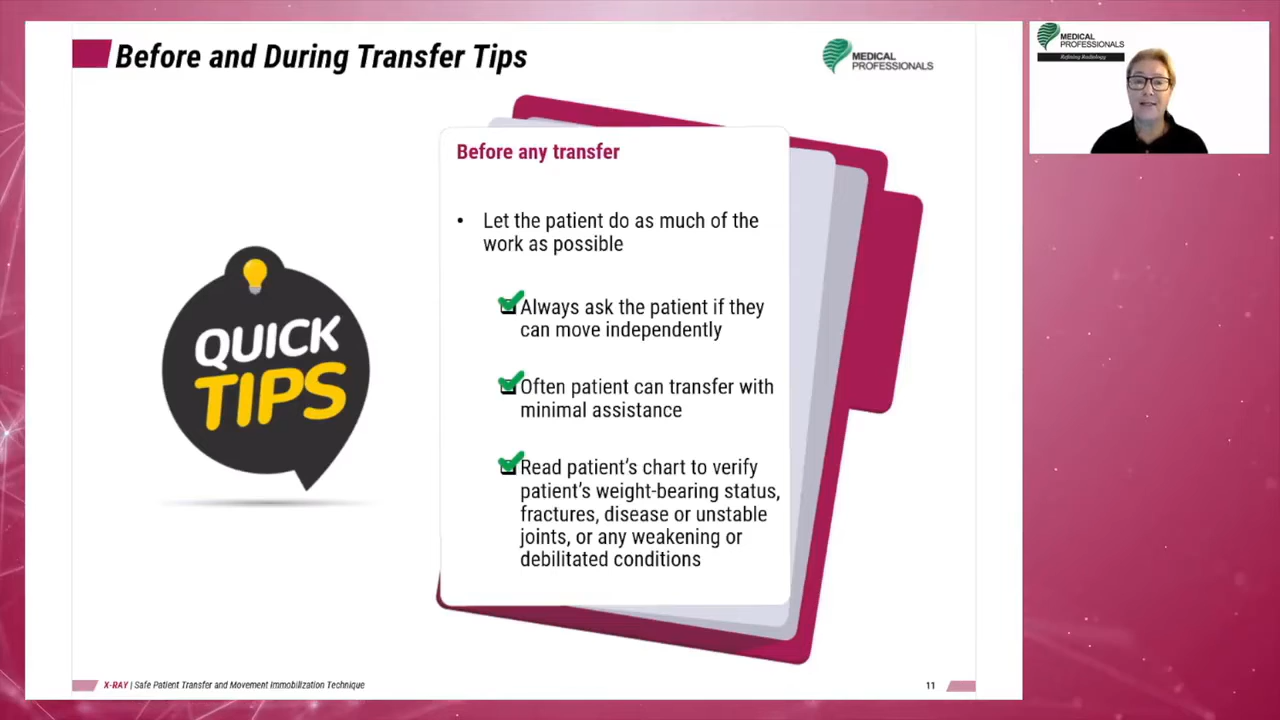 Before and During Transfer Tips
MEDICAL
PROFESSIONALS
MEDICAL
PROFESSIONALS
Refining Radiology
Before any transfer
• Let the patient do as much of the
work as possible
Always ask the patient if they
can move independently
Often patient can transfer with
minimal assistance
Read patient's chart to verify
patient's weight-bearing status,
fractures, disease or unstable
joints, or any weakening or
debilitated conditions
QUICK
TIPS
X-RAY | Safe Patient Transfer and Movement Immobilization Technique
11